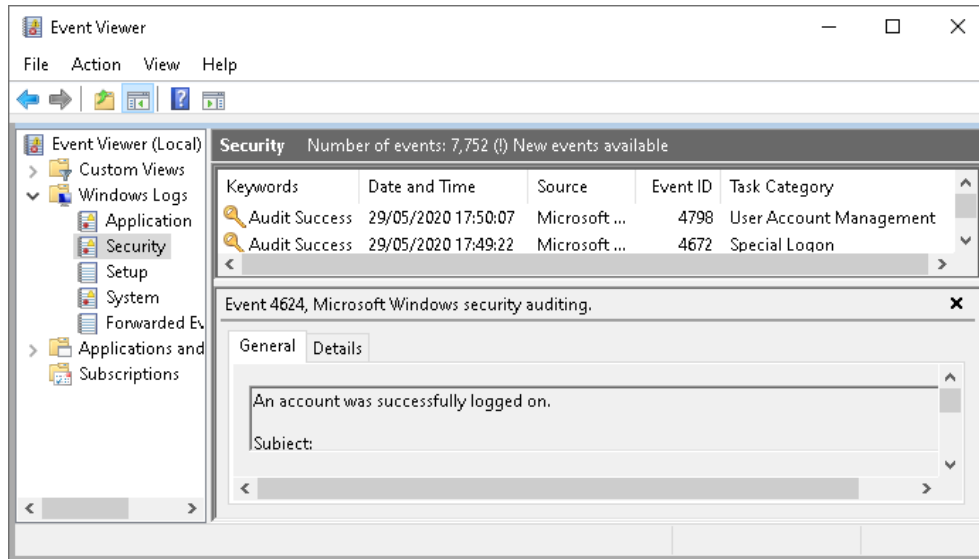 Event Viewer
File Action View Help
Event Viewer (Local)
Custom Views
Windows Logs
Application
Security
Setup
System
Forwarded Ev
Applications and
Subscriptions
Security Number of events: 7,752 (!) New events available
Keywords Date and Time Source Event ID Task Category
Audit Success 29/05/2020 17:50:07 Microsoft ... 4798 User Account Management
Audit Success 29/05/2020 17:49:22 Microsoft ... 4672 Special Logon
Event 4624, Microsoft Windows security auditing.
General Details
An account was successfully logged on.
Subject: